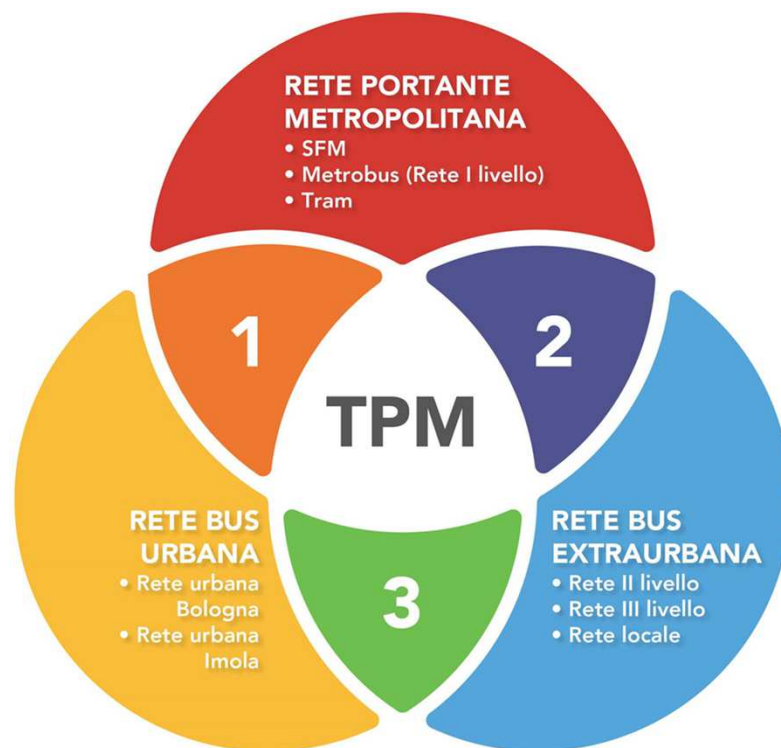 RETE PORTANTE
METROPOLITANA
• SFM
• Metrobus (Rete I livello)
• Tram
1
2
TPM
RETE BUS
URBANA
• Rete urbana
Bologna
• Rete urbana
Imola
3
RETE BUS
EXTRAURBANA
• Rete II livello
• Rete III livello
• Rete locale